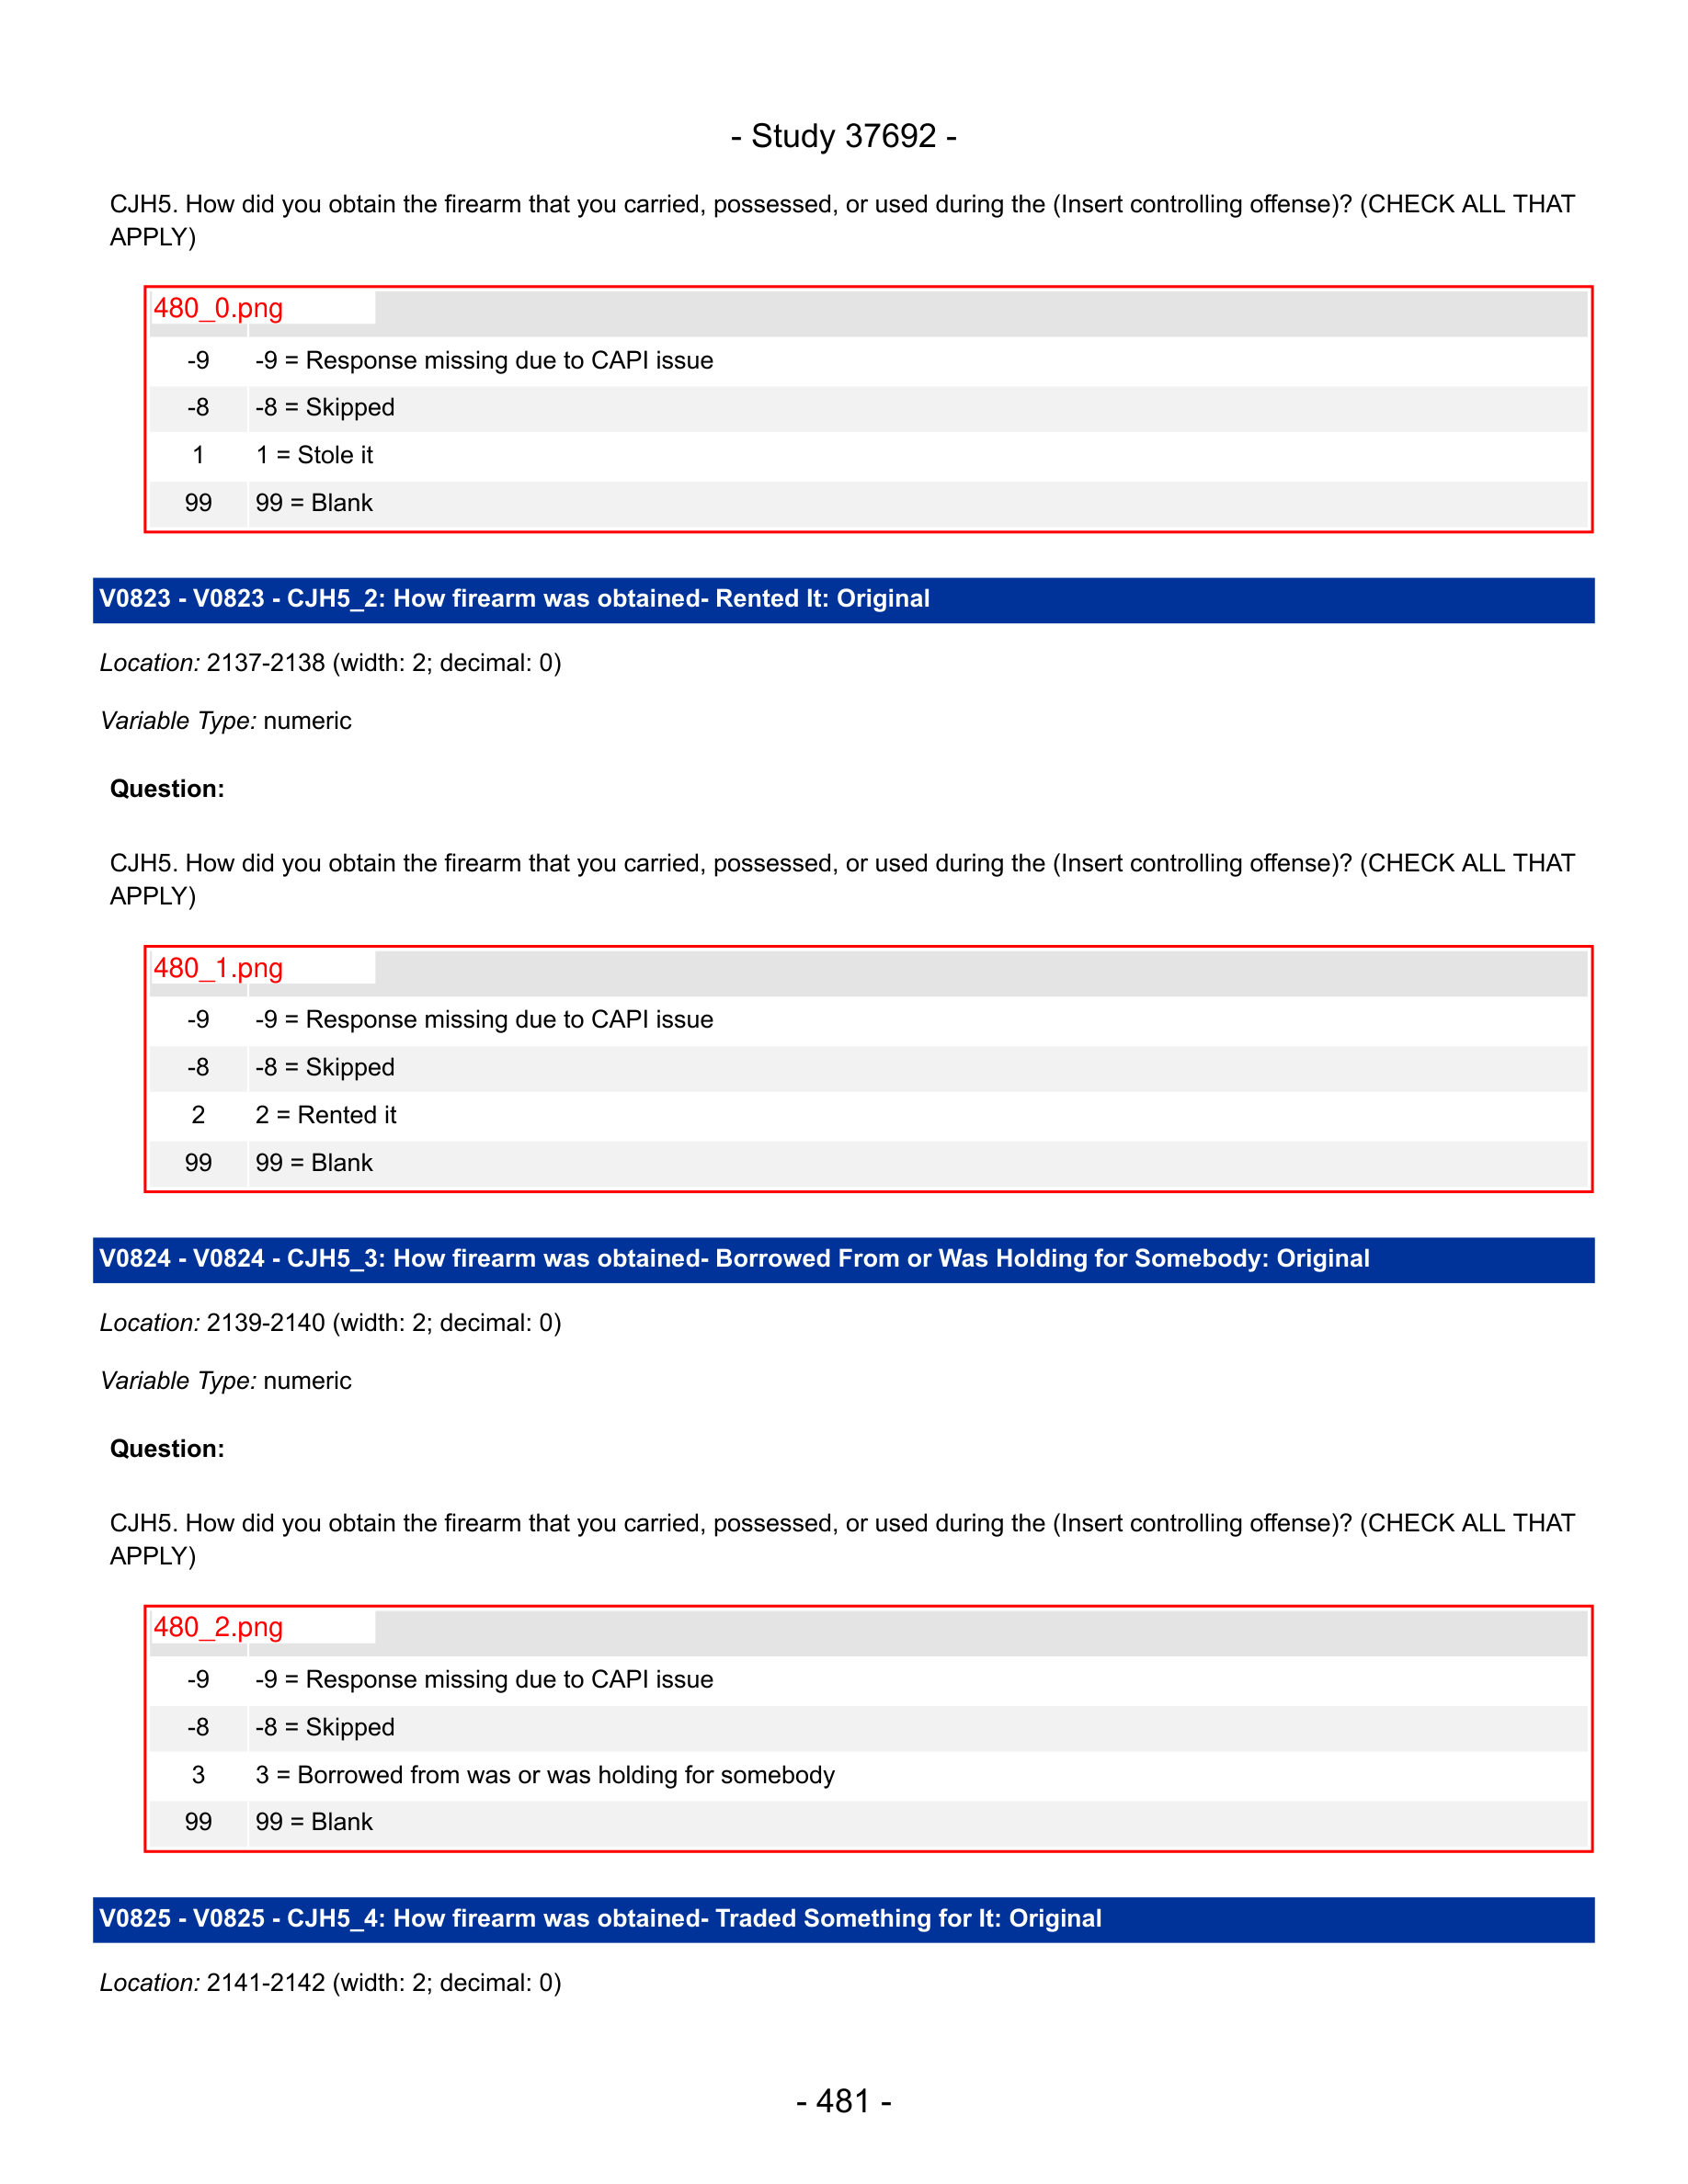 - Study 37692 -
CJH5. How did you obtain the firearm that you carried, possessed, or used during the (Insert controlling offense)? (CHECK ALL THAT
APPLY)
480_0.png
-9 -9 = Response missing due to CAPI issue
-8 -8 = Skipped
1 1 = Stole it
99 99 = Blank
V0823 - V0823 - CJH5_2: How firearm was obtained- Rented It: Original
Location: 2137-2138 (width: 2; decimal: 0)
Variable Type: numeric
Question:
CJH5. How did you obtain the firearm that you carried, possessed, or used during the (Insert controlling offense)? (CHECK ALL THAT
APPLY)
480_1.png
-9 -9 = Response missing due to CAPI issue
-8 -8 = Skipped
2 2 = Rented it
99 99 = Blank
V0824 - V0824 - CJH5_3: How firearm was obtained- Borrowed From or Was Holding for Somebody: Original
Location: 2139-2140 (width: 2; decimal: 0)
Variable Type: numeric
Question:
CJH5. How did you obtain the firearm that you carried, possessed, or used during the (Insert controlling offense)? (CHECK ALL THAT
APPLY)
480_2.png
-9 -9 = Response missing due to CAPI issue
-8 -8 = Skipped
3 3 = Borrowed from was or was holding for somebody
99 99 = Blank
V0825 - V0825 - CJH5_4: How firearm was obtained- Traded Something for It: Original
Location: 2141-2142 (width: 2; decimal: 0)
- 481 -